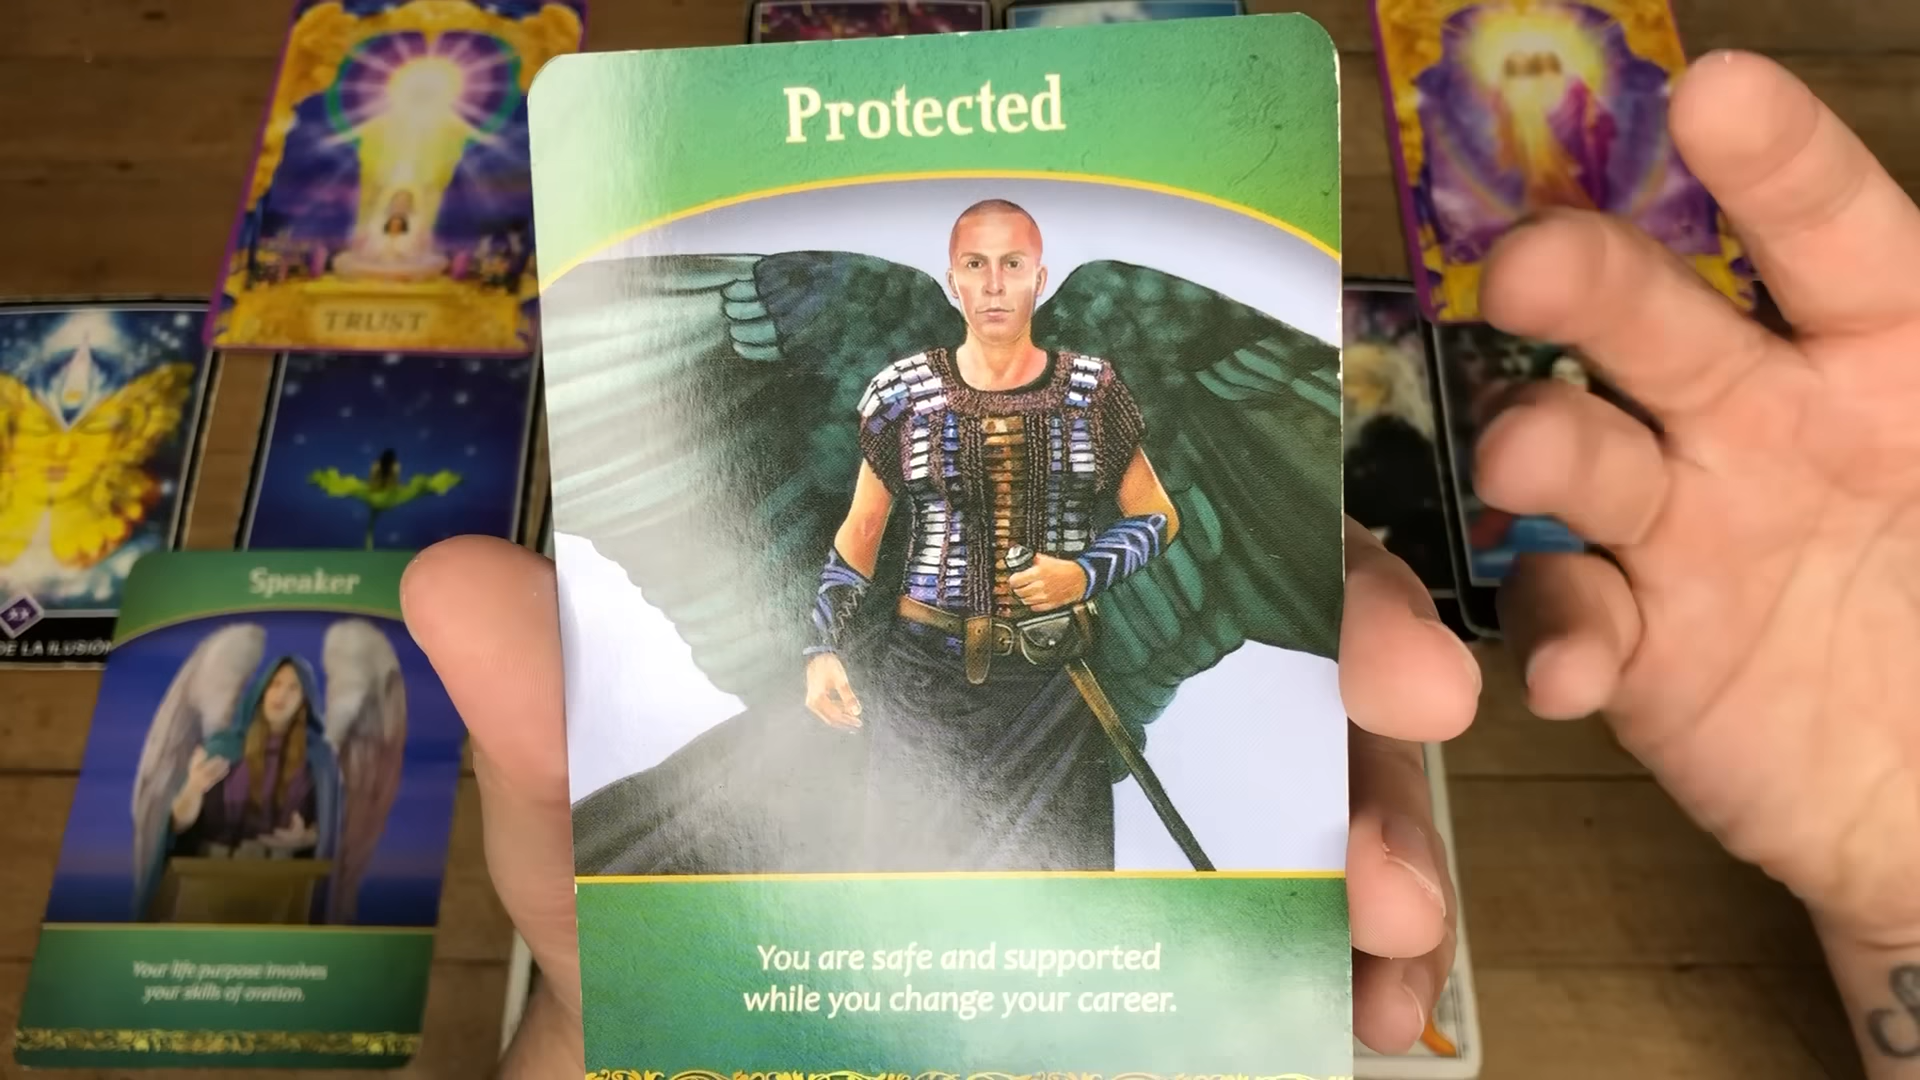 Protected
You are safe and supported
while you change your career.
TRUST
DE LA ILUSIÓN
Speaker
Your life purpose involves
your skills of oration.